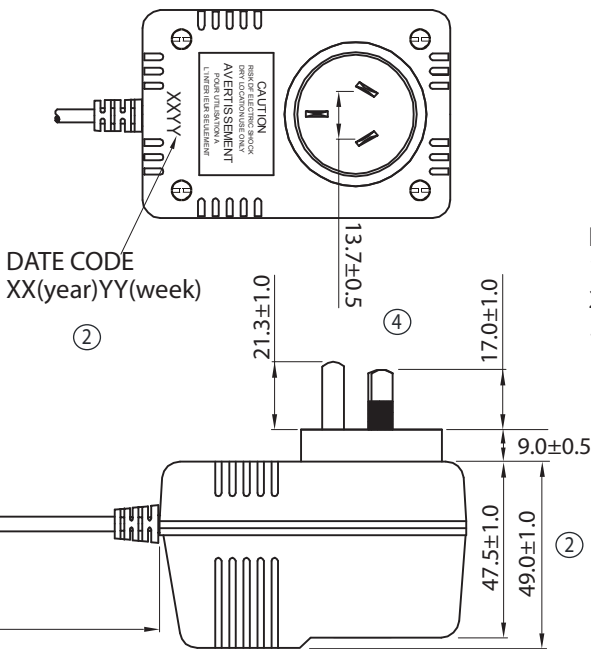 CAUTION
RISK OF ELECTRIC SHOCK
DRY LOCATION USE ONLY
AVERTISSEMENT
POUR UTILISATION A
L'INTERIEUR SEULEMENT
XXYY
13.7±0.5
DATE CODE
XX(year)YY(week)
②
④
21.3±1.0
17.0±1.0
9.0±0.5
47.5±1.0
49.0±1.0
②